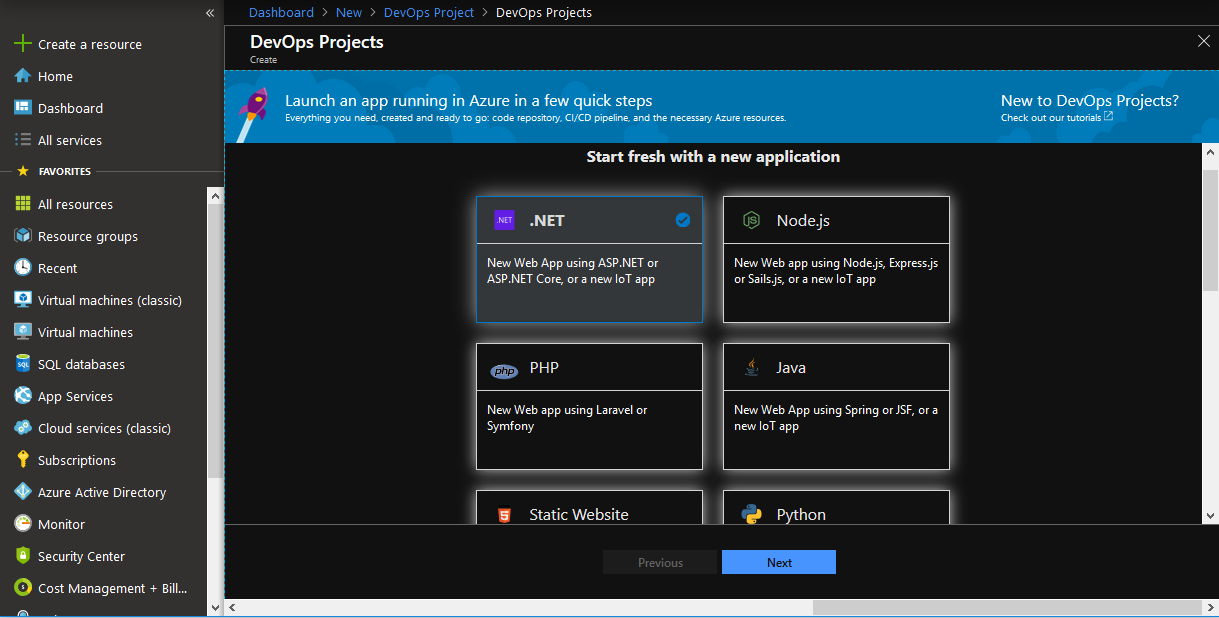 «
Dashboard > New > DevOps Project > DevOps Projects
Create a resource
Home
Dashboard
All services
FAVORITES
All resources
Resource groups
Recent
Virtual machines (classic)
Virtual machines
SQL databases
App Services
Cloud services (classic)
Subscriptions
Azure Active Directory
Monitor
Security Center
Cost Management + Bill...
DevOps Projects
Create
Launch an app running in Azure in a few quick steps
Everything you need, created and ready to go: code repository, CI/CD pipeline, and the necessary Azure resources.
New to DevOps Projects?
Check out our tutorials
Start fresh with a new application
.NET
.NET
New Web App using ASP.NET or
ASP.NET Core, or a new IoT app
Node.js
New Web app using Node.js, Express.js
or Sails.js, or a new IoT app
php
PHP
New Web app using Laravel or
Symfony
Java
New Web App using Spring or JSF, or a
new IoT app
Static Website
Python
Previous
Next